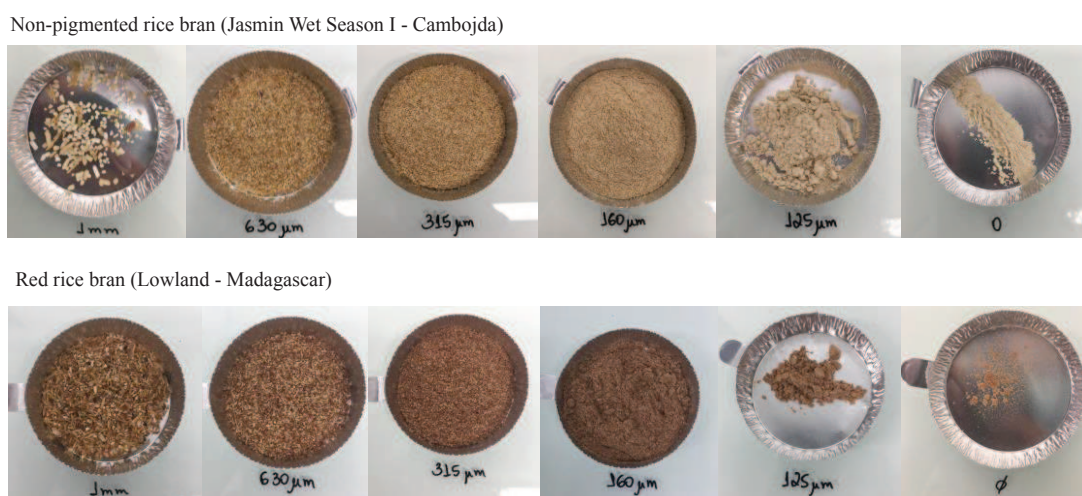 Non-pigmented rice bran (Jasmin Wet Season I - Cambojda)
1mm
630 µm
315 µm
160 µm
125 µm
0
Red rice bran (Lowland - Madagascar)
1mm
630 µm
315 µm
160 µm
125 µm
ø